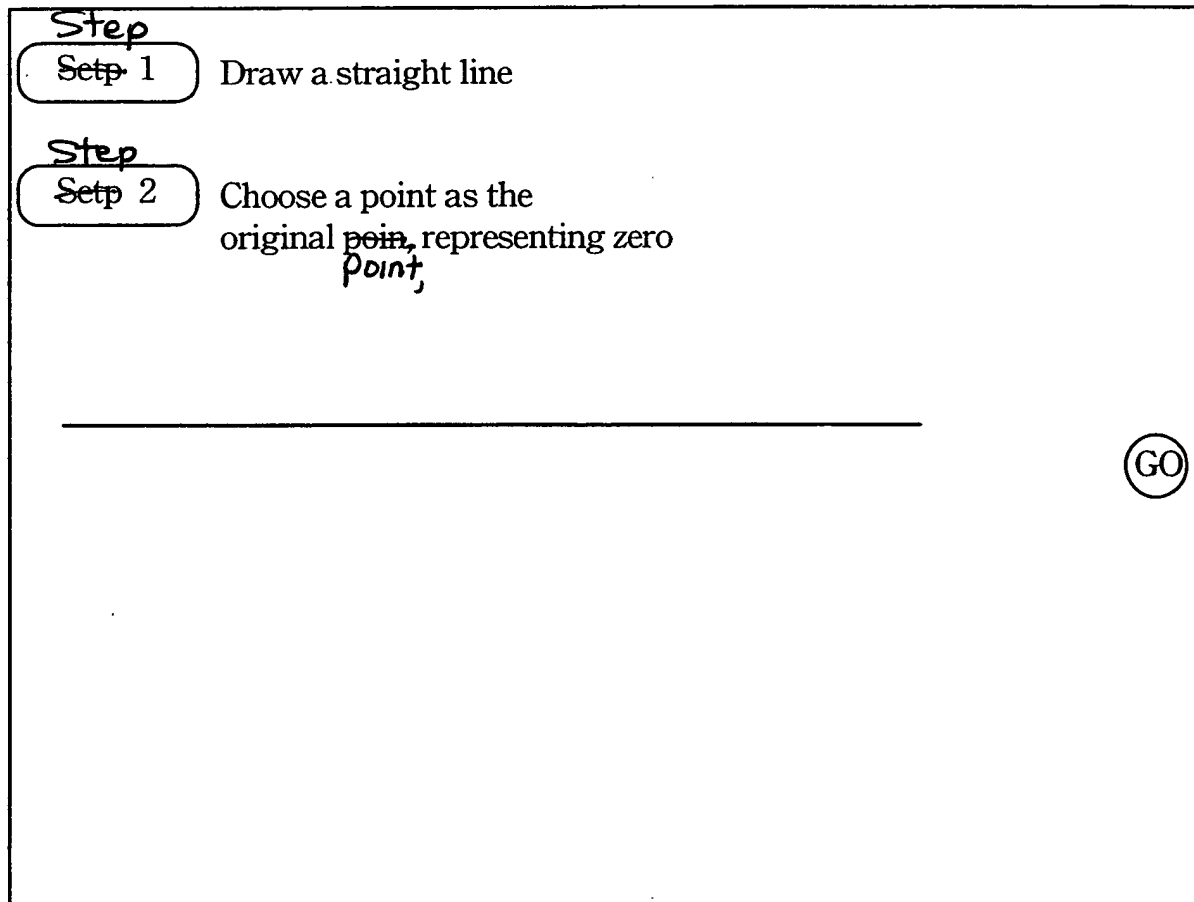 Step
Setp 1 Draw a straight line
Step
Setp 2 Choose a point as the
original poin, representing zero
point,
GO